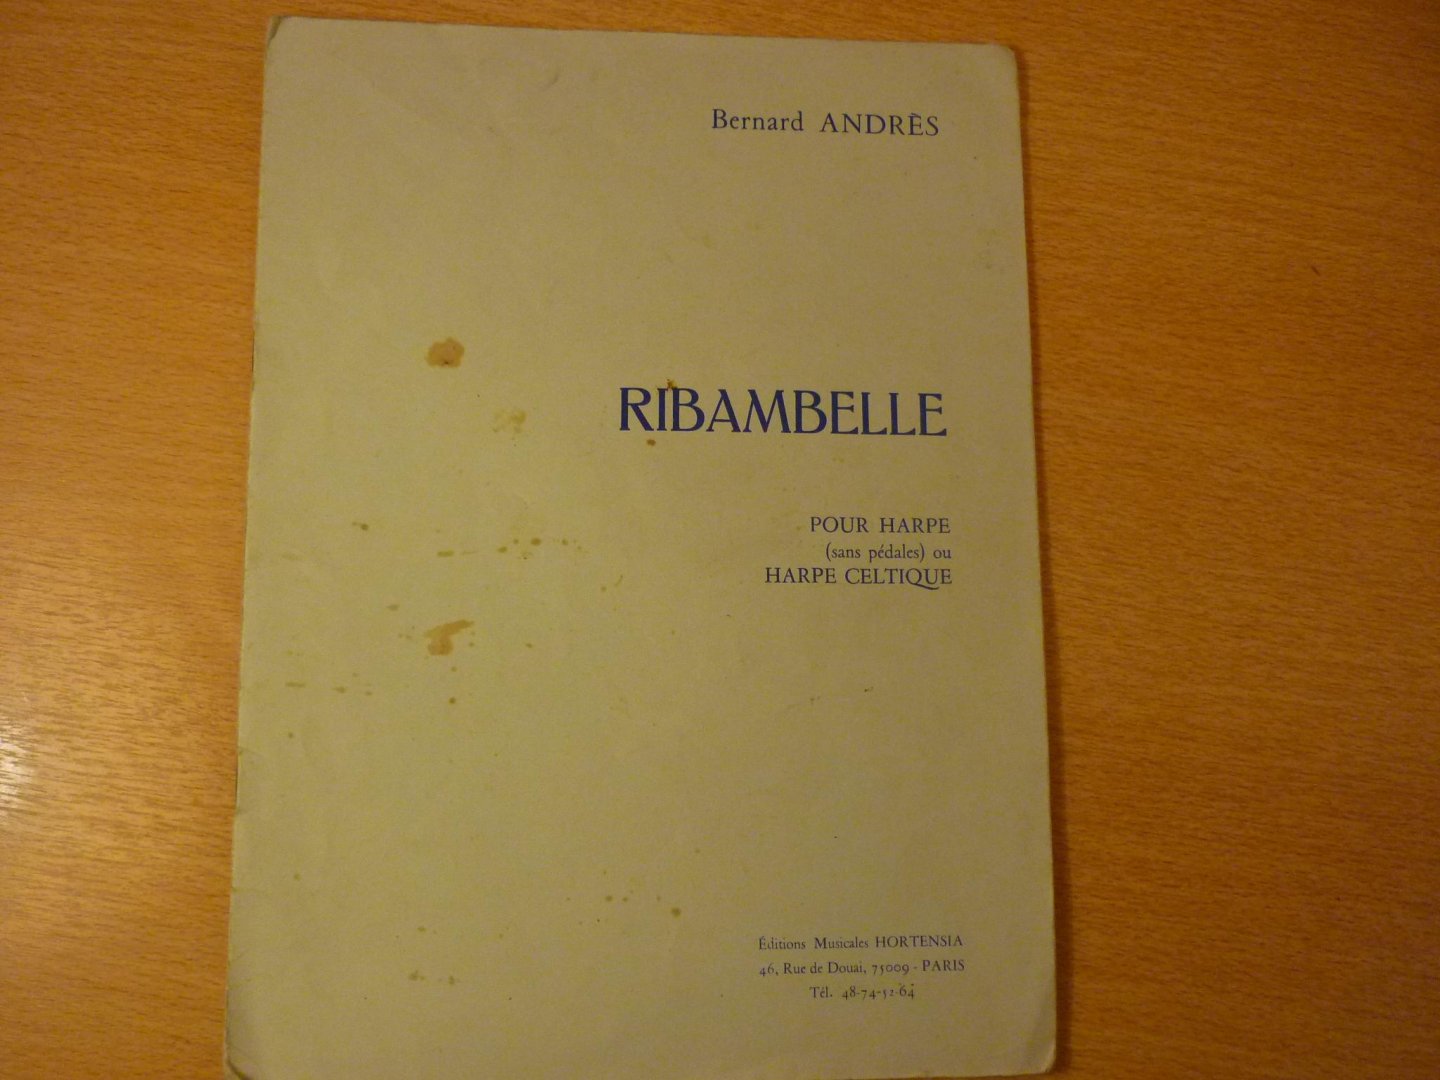 Bernard ANDRÈS
RIBAMBELLE
POUR HARPE
(sans pédales) ou
HARPE CELTIQUE
Éditions Musicales HORTENSIA
46, Rue de Douai, 75009 - PARIS
Tél. 48-74-52-64